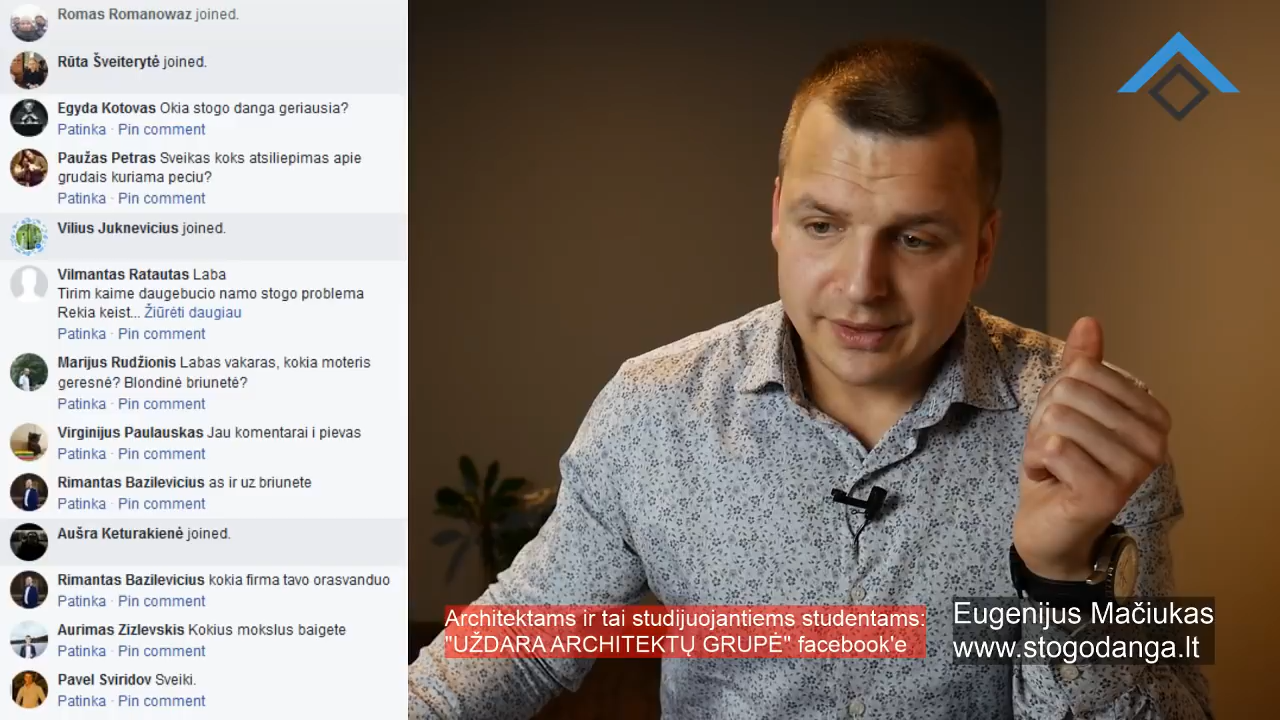 Romas Romanowaz joined.
Rūta Šveiterytė joined.
Egyda Kotovas Okia stogo danga geriausia?
Patinka · Pin comment
Paužas Petras Sveikas koks atsiliepimas apie
grudais kuriama peciu?
Patinka · Pin comment
Vilius Juknevicius joined.
Vilmantas Ratautas Laba
Tirim kaime daugebucio namo stogo problema
Rekia keist... Žiūrėti daugiau
Patinka · Pin comment
Marijus Rudžionis Labas vakaras, kokia moteris
geresnė? Blondinė briunetė?
Patinka · Pin comment
Virginijus Paulauskas Jau komentarai i pievas
Patinka · Pin comment
Rimantas Bazilevicius as ir uz briunete
Patinka · Pin comment
Aušra Keturakienė joined.
Rimantas Bazilevicius kokia firma tavo orasvanduo
Patinka · Pin comment
Aurimas Zizlevskis Kokius mokslus baigete
Patinka · Pin comment
Pavel Sviridov Sveiki.
Patinka · Pin comment
Architektams ir tai studijuojantiems studentams:
"UŽDARA ARCHITEKTŲ GRUPĖ" facebook'e
Eugenijus Mačiukas
www.stogodanga.lt